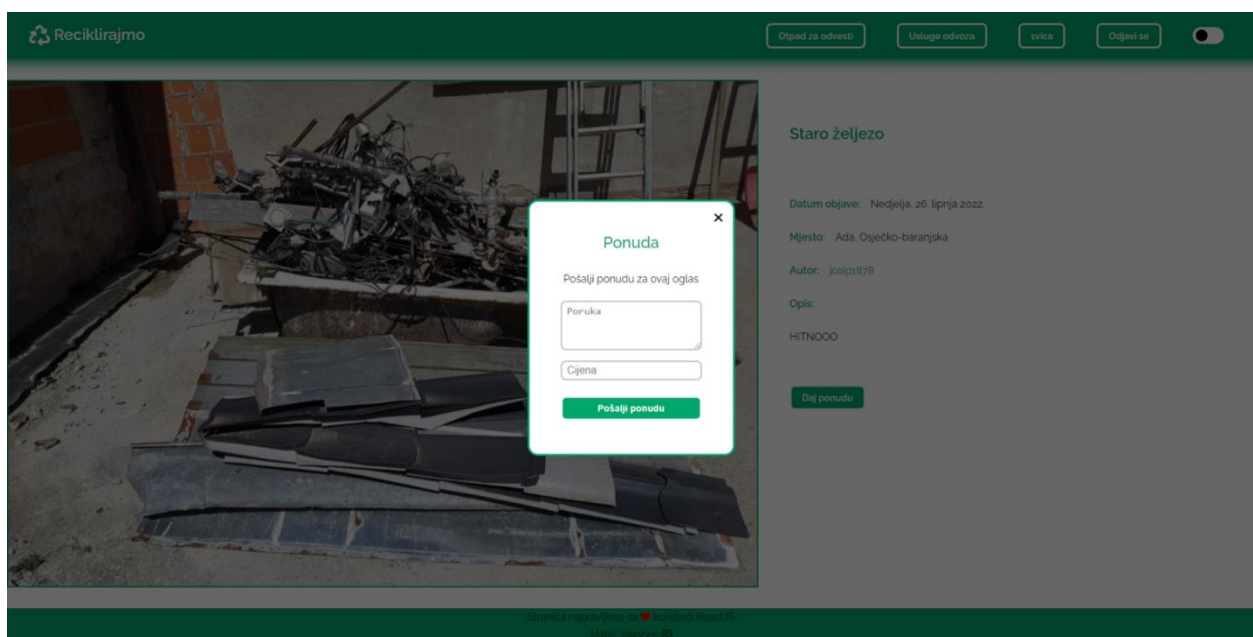 Reciklirajmo
Otpad za odvesti
Usluge odvoza
1vica
Odjavi se
Staro željezo
Datum objave: Nedjelja, 26. lipnja 2022.
Mjesto: Ada, Osječko-baranjska
Autor: josip1878
Opis:
HITNOOO
Daj ponudu
×
Ponuda
Pošalji ponudu za ovaj oglas
Poruka
Cijena
Pošalji ponudu
Stranica napravljena sa ❤ koristeći ReactJS